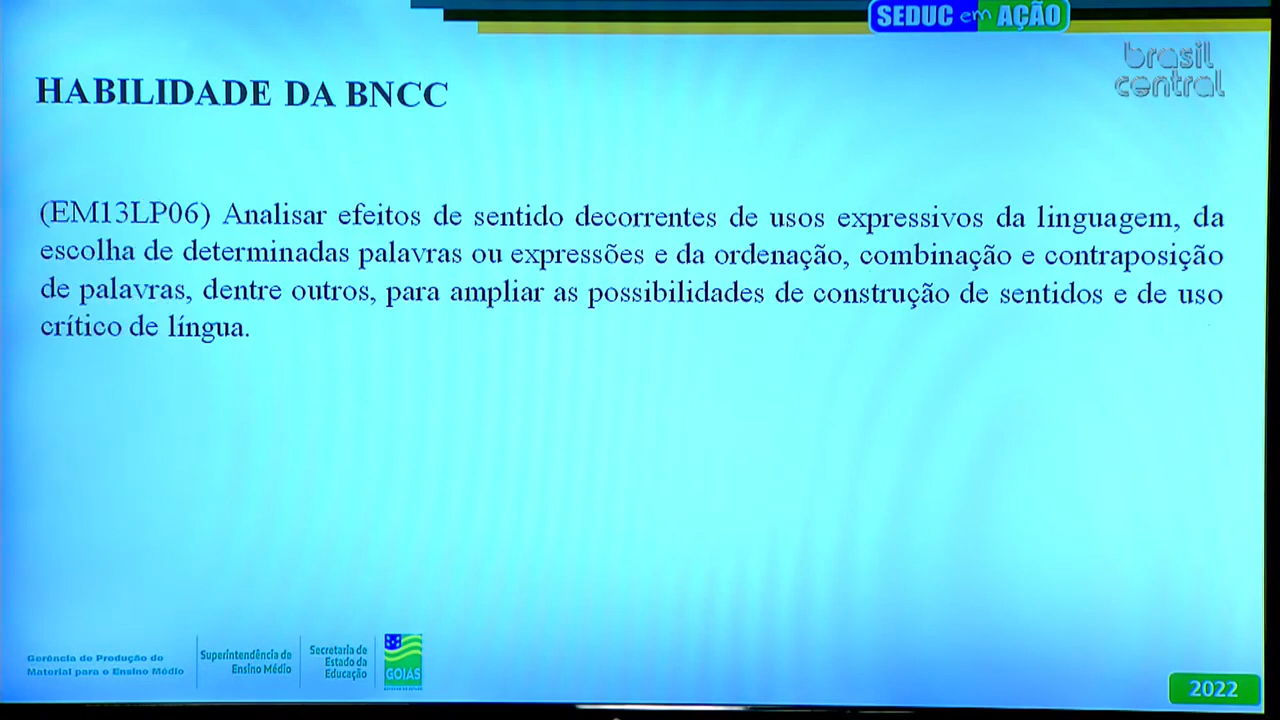 SEDUC em AÇÃO
brasil
central
HABILIDADE DA BNCC
(EM13LP06) Analisar efeitos de sentido decorrentes de usos expressivos da linguagem, da
escolha de determinadas palavras ou expressões e da ordenação, combinação e contraposição
de palavras, dentre outros, para ampliar as possibilidades de construção de sentidos e de uso
crítico de língua.
Gerência de Produção de
Material para o Ensino Médio
Superintendência de
Ensino Médio
Secretaria de
Estado da
Educação
GOIÁS
2022